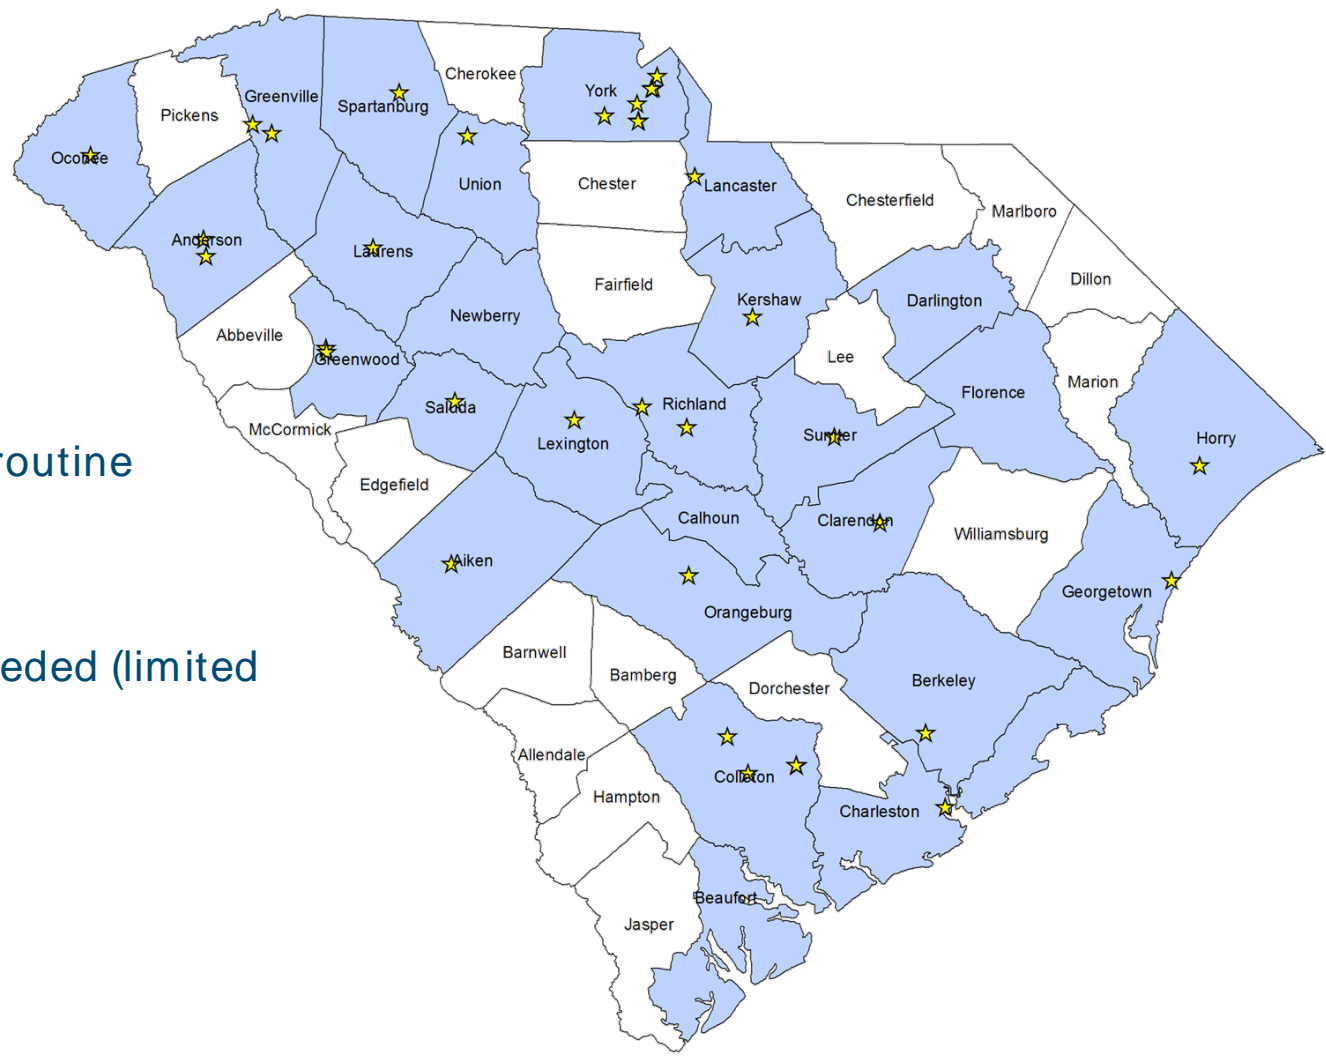 Cherokee
York
Greenville
Spartanburg
Pickens
Oconee
Union
Chester
Lancaster
Chesterfield
Marlboro
Anderson
Laurens
Fairfield
Dillon
Kershaw
Darlington
Newberry
Abbeville
Greenwood
Lee
Marion
Florence
Saluda
Richland
McCormick
Lexington
Sumter
Horry
routine
Edgefield
Calhoun
Clarendon
Williamsburg
Aiken
Georgetown
Orangeburg
Barnwell
eded (limited
Bamberg
Dorchester
Berkeley
Allendale
Colleton
Hampton
Charleston
Beaufort
Jasper